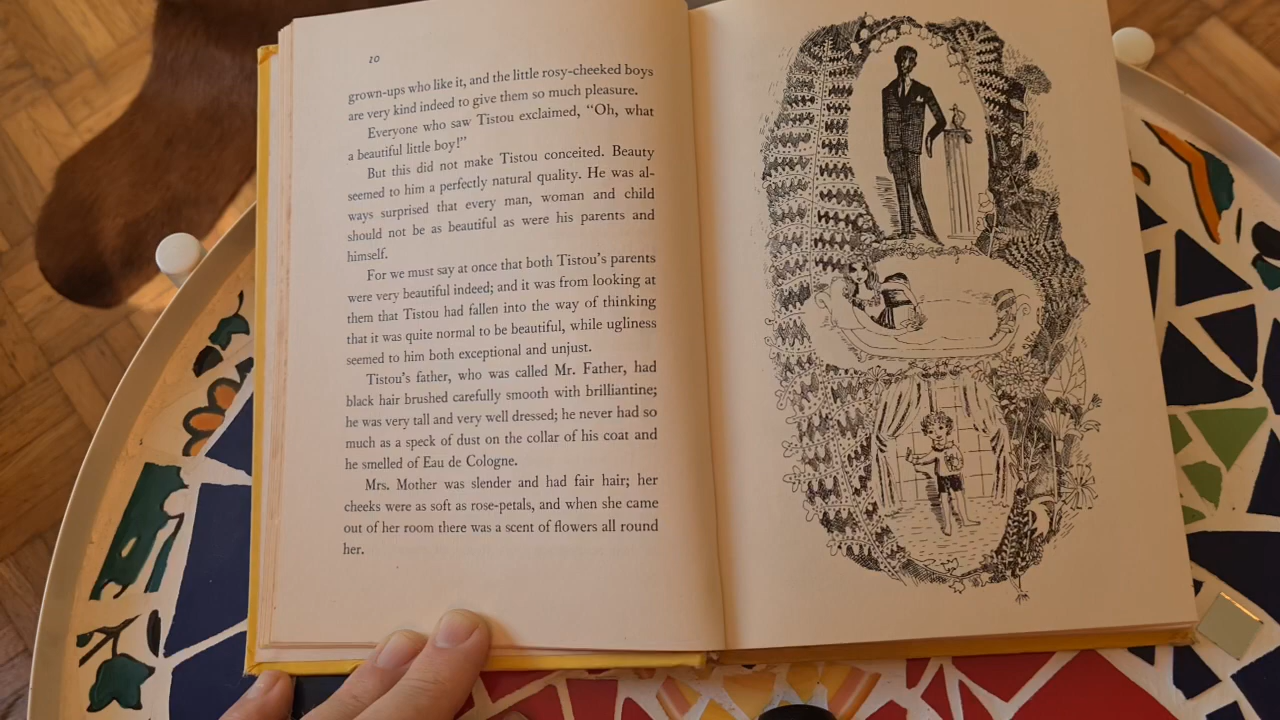 10
grown-ups who like it, and the little rosy-cheeked boys
are very kind indeed to give them so much pleasure.
Everyone who saw Tistou exclaimed, “Oh, what
a beautiful little boy!”
But this did not make Tistou conceited. Beauty
seemed to him a perfectly natural quality. He was al-
ways surprised that every man, woman and child
should not be as beautiful as were his parents and
himself.
For we must say at once that both Tistou’s parents
were very beautiful indeed; and it was from looking at
them that Tistou had fallen into the way of thinking
that it was quite normal to be beautiful, while ugliness
seemed to him both exceptional and unjust.
Tistou’s father, who was called Mr. Father, had
black hair brushed carefully smooth with brilliantine;
he was very tall and very well dressed; he never had so
much as a speck of dust on the collar of his coat and
he smelled of Eau de Cologne.
Mrs. Mother was slender and had fair hair; her
cheeks were as soft as rose-petals, and when she came
out of her room there was a scent of flowers all round
her.